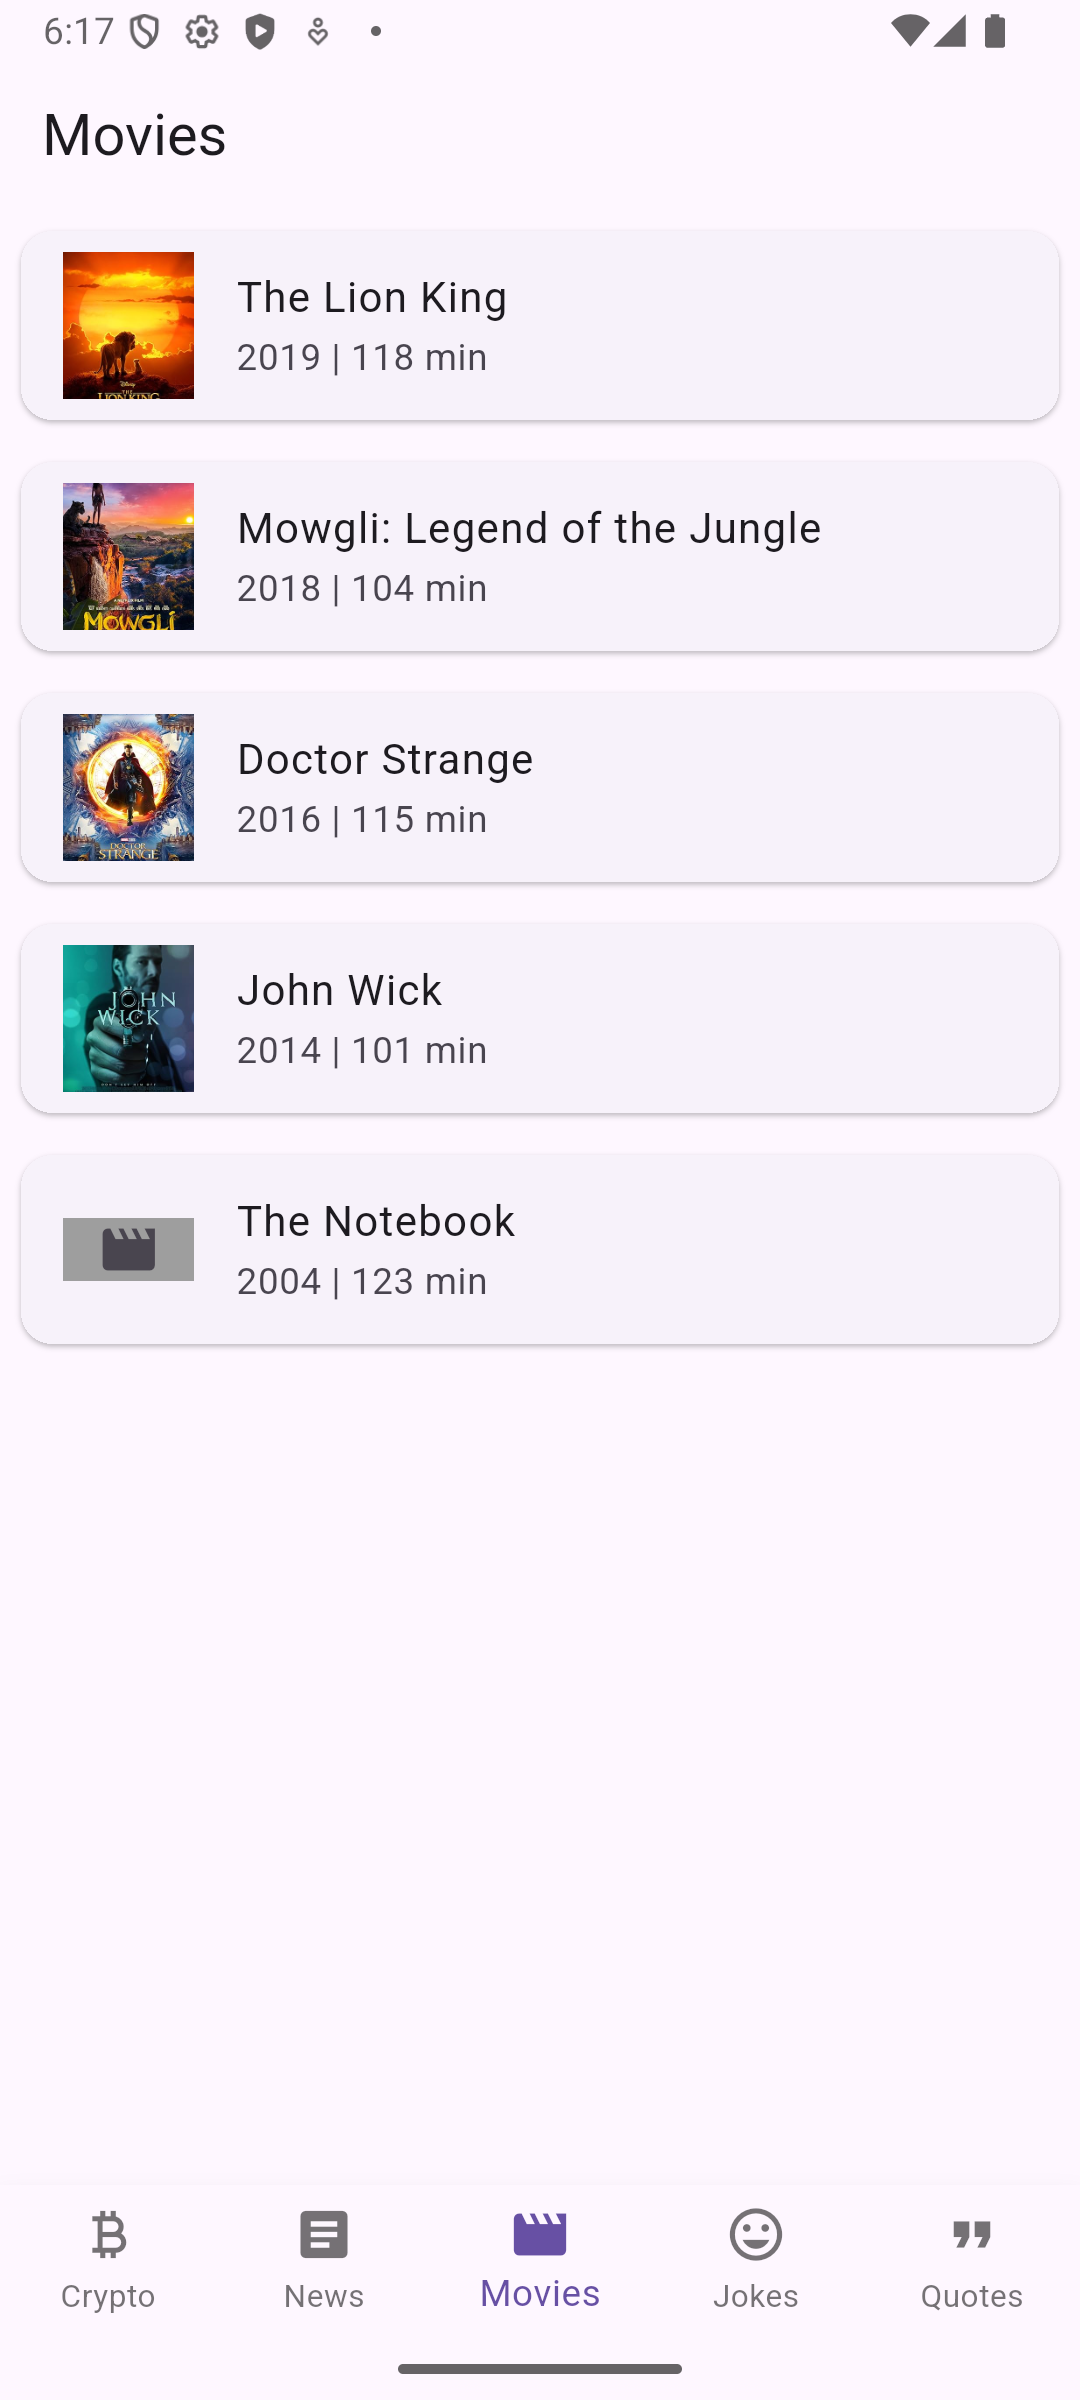 6:17
Movies
The Lion King
2019 | 118 min
Disney
THE
LION KING
Mowgli: Legend of the Jungle
2018 | 104 min
MOWGLI
Doctor Strange
2016 | 115 min
DOCTOR
STRANGE
John Wick
2014 | 101 min
JOHN
WICK
The Notebook
2004 | 123 min
Crypto
News
Movies
Jokes
Quotes